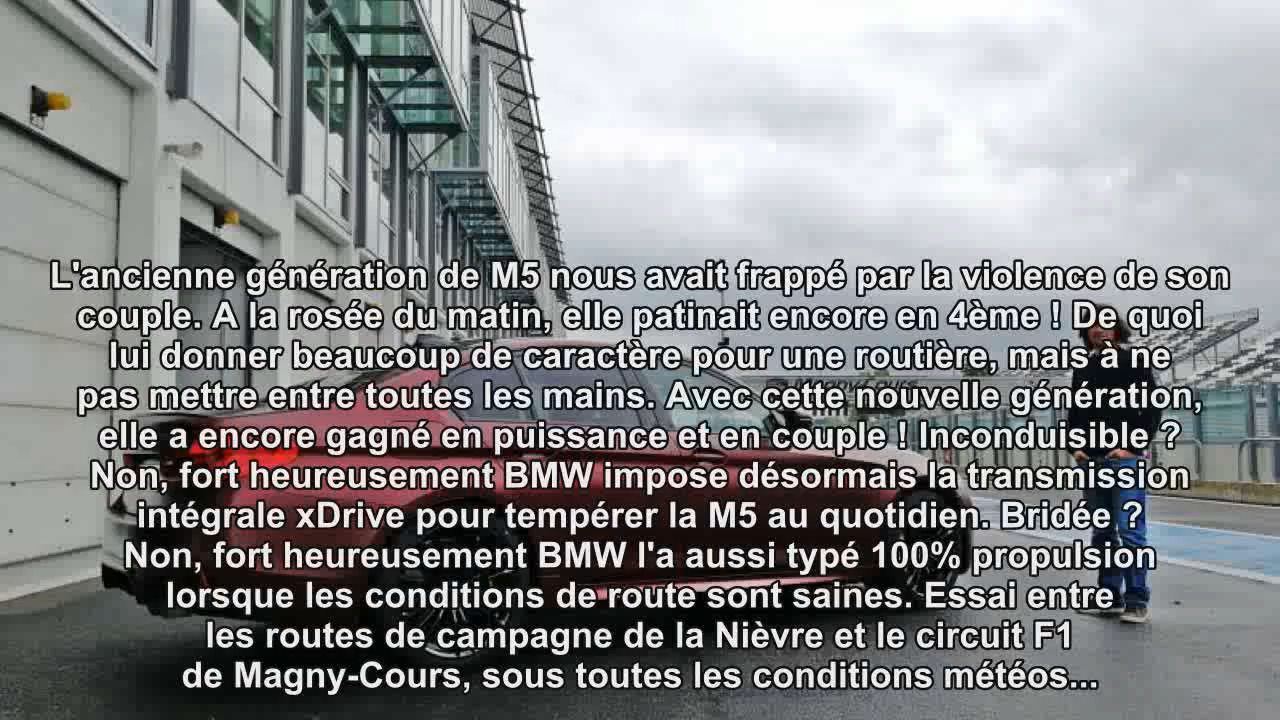 L'ancienne génération de M5 nous avait frappé par la violence de son
couple. A la rosée du matin, elle patinait encore en 4ème ! De quoi
lui donner beaucoup de caractère pour une routière, mais à ne
pas mettre entre toutes les mains. Avec cette nouvelle génération,
elle a encore gagné en puissance et en couple ! Inconduisible ?
Non, fort heureusement BMW impose désormais la transmission
intégrale xDrive pour tempérer la M5 au quotidien. Bridée ?
Non, fort heureusement BMW l'a aussi typé 100% propulsion
lorsque les conditions de route sont saines. Essai entre
les routes de campagne de la Nièvre et le circuit F1
de Magny-Cours, sous toutes les conditions météos...